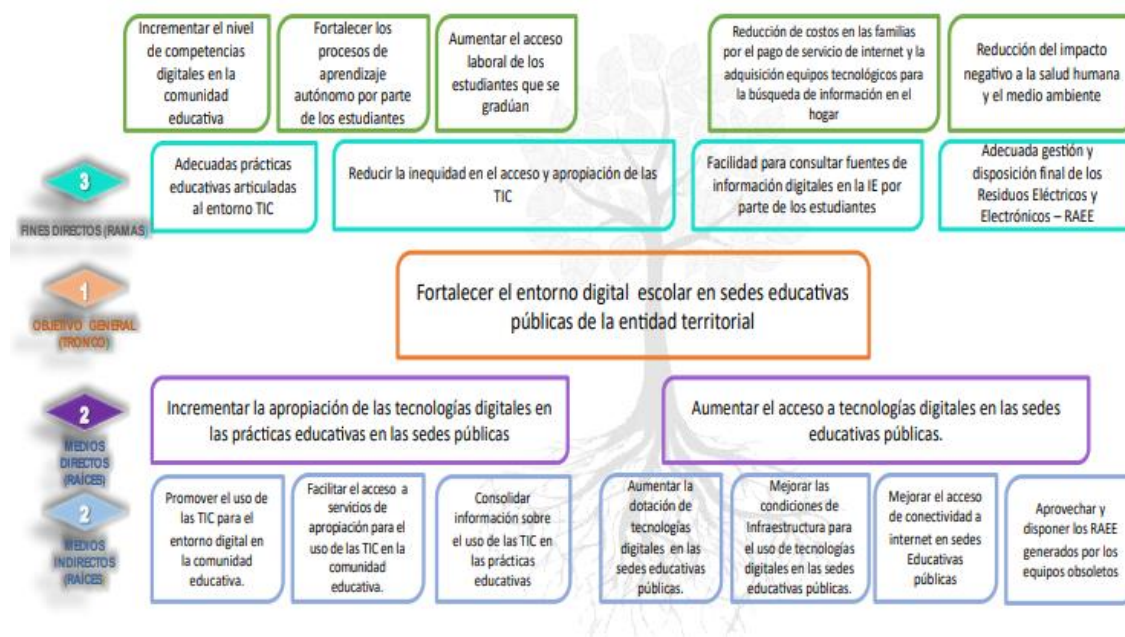 Incrementar el nivel
de competencias
digitales en la
comunidad
educativa
Fortalecer los
procesos de
aprendizaje
autónomo por parte
de los estudiantes
Aumentar el acceso
laboral de los
estudiantes que se
gradúan
Reducción de costos en las familias
por el pago de servicio de internet y la
adquisición equipos tecnológicos para
la búsqueda de información en el
hogar
Reducción del impacto
negativo a la salud humana
y el medio ambiente
3
FINES DIRECTOS (RAMAS)
Adecuadas prácticas
educativas articuladas
al entorno TIC
Reducir la inequidad en el acceso y apropiación de las
TIC
Facilidad para consultar fuentes de
información digitales en la IE por
parte de los estudiantes
Adecuada gestión y
disposición final de los
Residuos Eléctricos y
Electrónicos – RAEE
1
OBJETIVO GENERAL
(TRONCO)
Fortalecer el entorno digital escolar en sedes educativas
públicas de la entidad territorial
2
MEDIOS
DIRECTOS
(RAÍCES)
Incrementar la apropiación de las tecnologías digitales en
las prácticas educativas en las sedes públicas
Aumentar el acceso a tecnologías digitales en las sedes
educativas públicas.
2
MEDIOS
INDIRECTOS
(RAÍCES)
Promover el uso de
las TIC para el
entorno digital en
la comunidad
educativa.
Facilitar el acceso a
servicios de
apropiación para el
uso de las TIC en la
comunidad
educativa.
Consolidar
información sobre
el uso de las TIC en
las prácticas
educativas
Aumentar la
dotación de
tecnologías
digitales en las
sedes educativas
públicas.
Mejorar las
condiciones de
Infraestructura para
el uso de tecnologías
digitales en las sedes
educativas públicas.
Mejorar el acceso
de conectividad a
internet en sedes
Educativas
públicas
Aprovechar y
disponer los RAEE
generados por los
equipos obsoletos